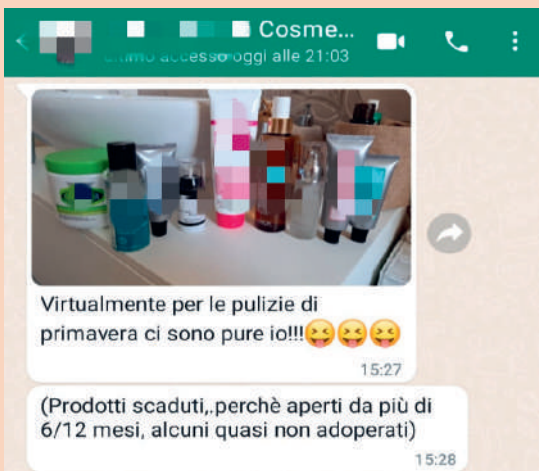 Cosme...
ultimo accesso oggi alle 21:03
Virtualmente per le pulizie di
primavera ci sono pure io!!!😝😝😝
15:27
(Prodotti scaduti,.perchè aperti da più di
6/12 mesi, alcuni quasi non adoperati)
15:28